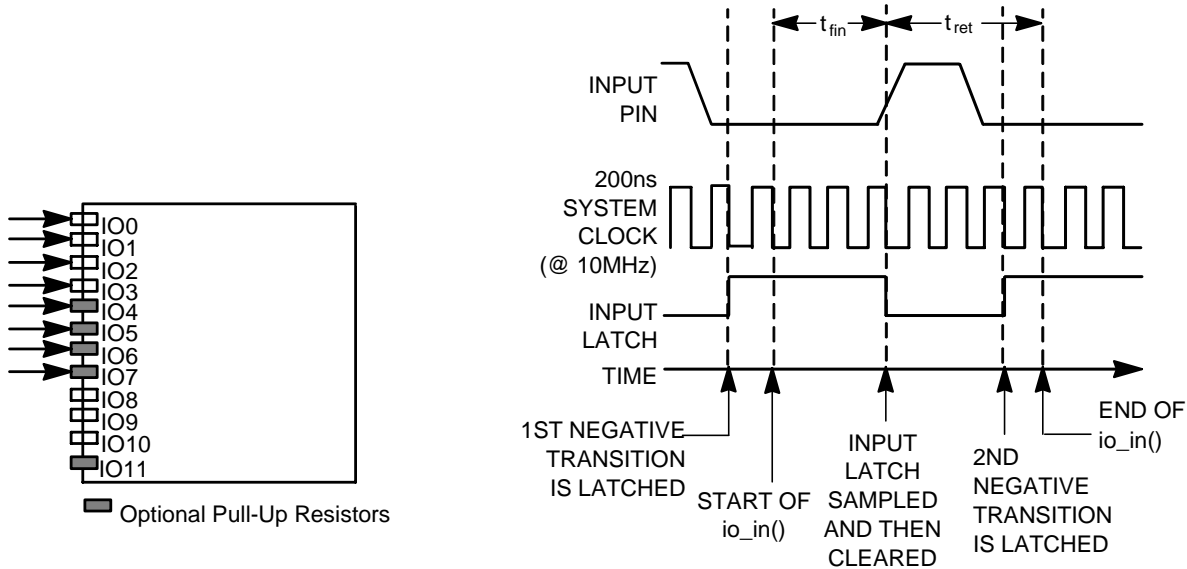 IO0
IO1
IO2
IO3
IO4
IO5
IO6
IO7
IO8
IO9
IO10
IO11
Optional Pull-Up Resistors
tfin
tret
INPUT
PIN
200ns
SYSTEM
CLOCK
(@ 10MHz)
INPUT
LATCH
TIME
1ST NEGATIVE
TRANSITION
IS LATCHED
START OF
io_in()
INPUT
LATCH
SAMPLED
AND THEN
CLEARED
2ND
NEGATIVE
TRANSITION
IS LATCHED
END OF
io_in()